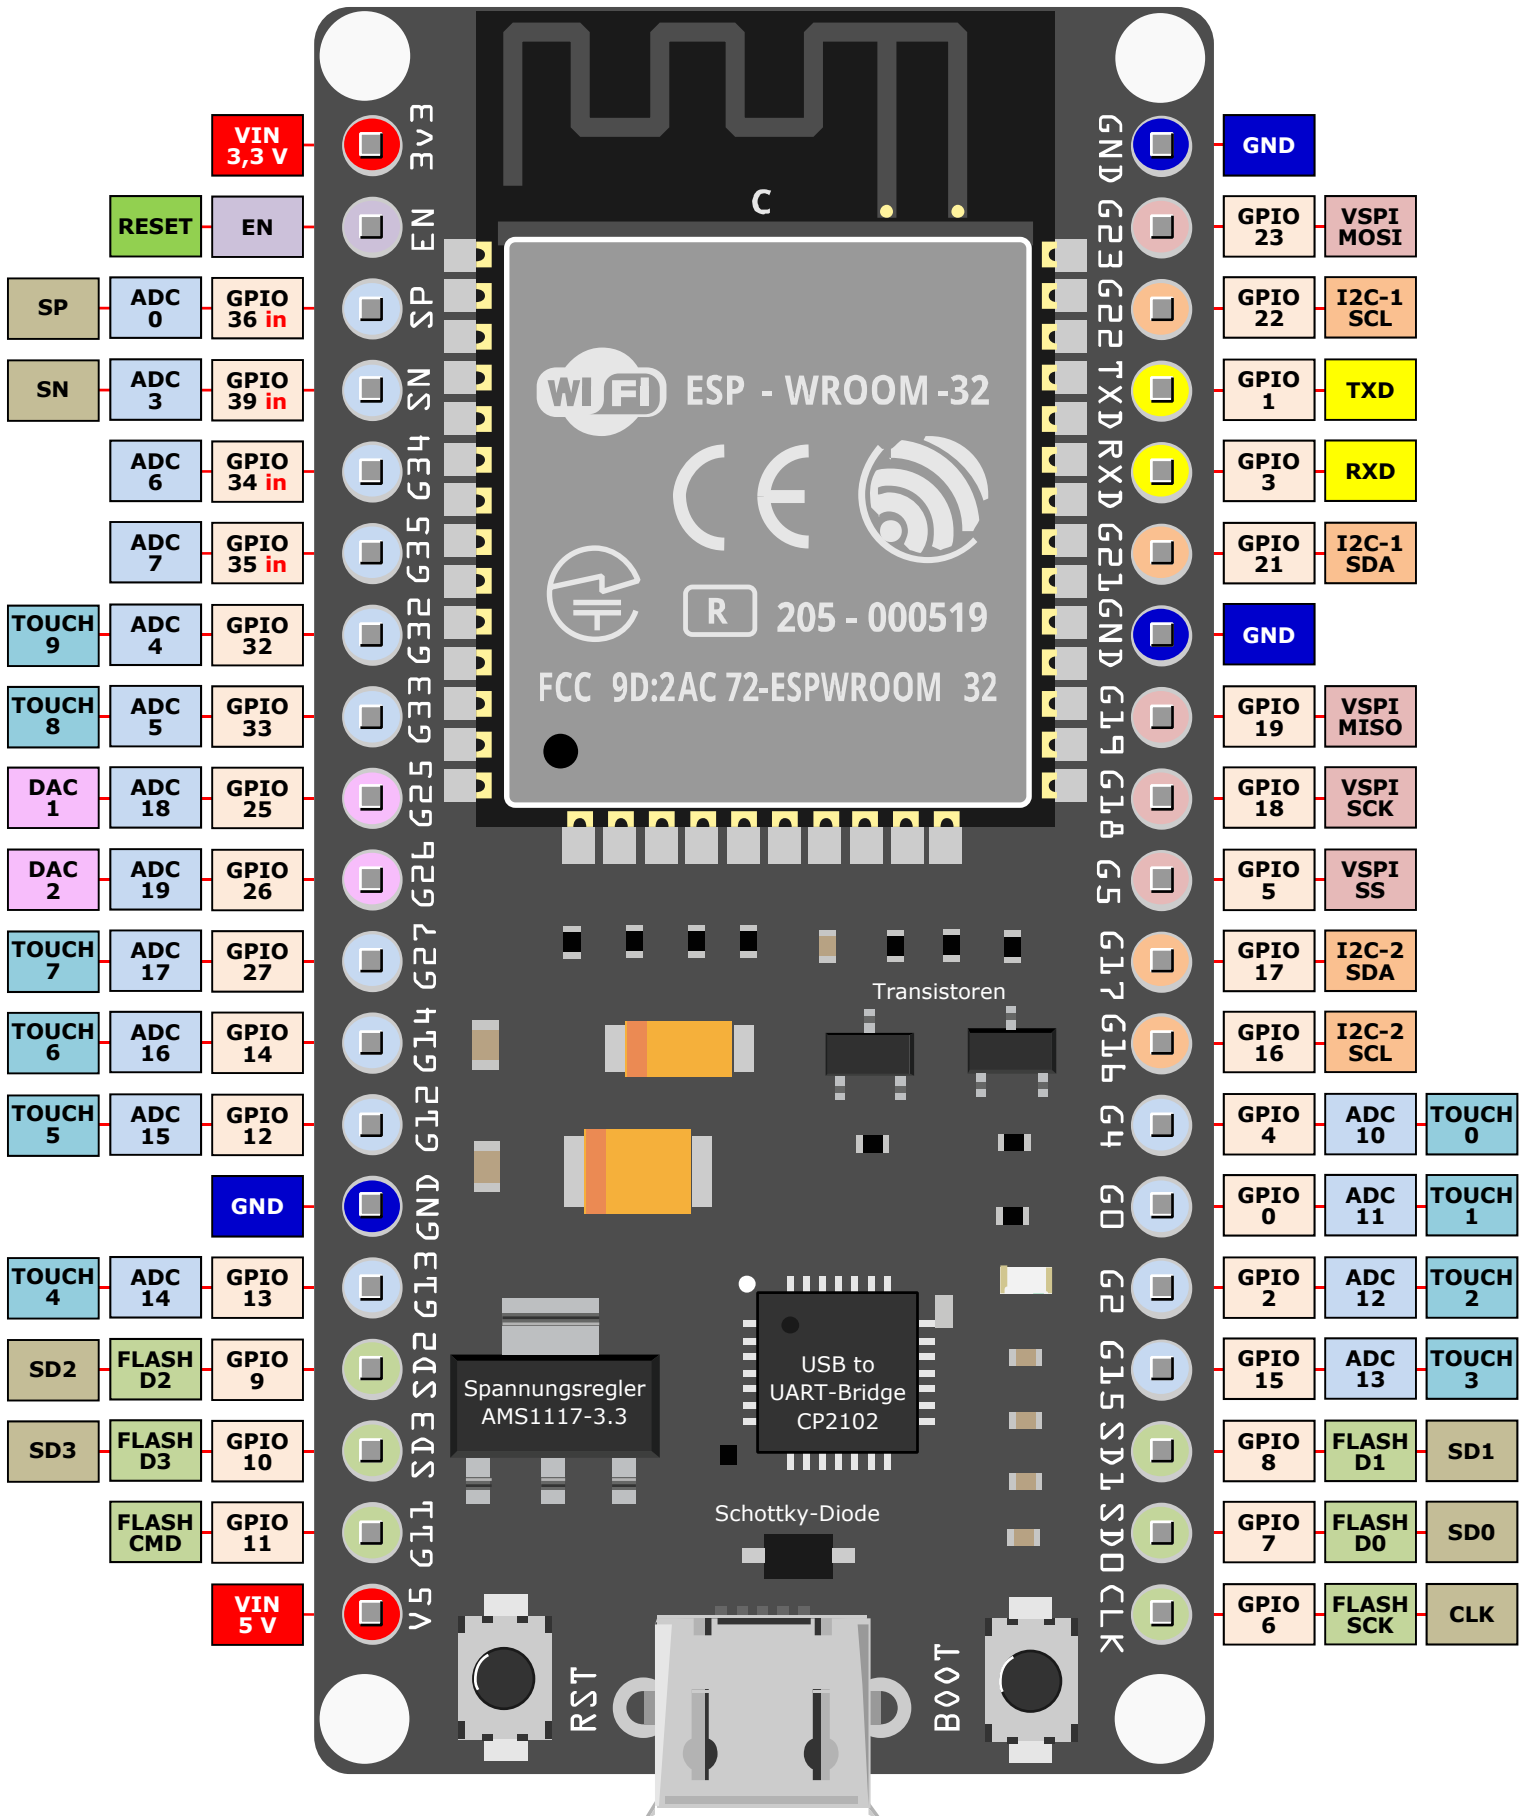 C
WiFi
ESP - WROOM -32
CE
R
205 - 000519
FCC 9D:2AC 72-ESPWROOM 32
VIN
3,3 V
3v3
RESET
EN
EN
SP
ADC
0
GPIO
36 in
SP
SN
ADC
3
GPIO
39 in
SN
ADC
6
GPIO
34 in
G34
ADC
7
GPIO
35 in
G35
TOUCH
9
ADC
4
GPIO
32
G32
TOUCH
8
ADC
5
GPIO
33
G33
DAC
1
ADC
18
GPIO
25
G25
DAC
2
ADC
19
GPIO
26
G26
TOUCH
7
ADC
17
GPIO
27
G27
TOUCH
6
ADC
16
GPIO
14
G14
TOUCH
5
ADC
15
GPIO
12
G12
GND
GND
TOUCH
4
ADC
14
GPIO
13
G13
SD2
FLASH
D2
GPIO
9
SD2
SD3
FLASH
D3
GPIO
10
SD3
FLASH
CMD
GPIO
11
G11
VIN
5 V
V5
GND
GND
G23
GPIO
23
VSPI
MOSI
G22
GPIO
22
I2C-1
SCL
TXD
GPIO
1
TXD
RXD
GPIO
3
RXD
G21
GPIO
21
I2C-1
SDA
GND
GND
G19
GPIO
19
VSPI
MISO
G18
GPIO
18
VSPI
SCK
G5
GPIO
5
VSPI
SS
G17
GPIO
17
I2C-2
SDA
G16
GPIO
16
I2C-2
SCL
G4
GPIO
4
ADC
10
TOUCH
0
G0
GPIO
0
ADC
11
TOUCH
1
G2
GPIO
2
ADC
12
TOUCH
2
G15
GPIO
15
ADC
13
TOUCH
3
SD1
GPIO
8
FLASH
D1
SD1
SD0
GPIO
7
FLASH
D0
SD0
CLK
GPIO
6
FLASH
SCK
CLK
Transistoren
Spannungsregler
AMS1117-3.3
USB to
UART-Bridge
CP2102
Schottky-Diode
RST
BOOT